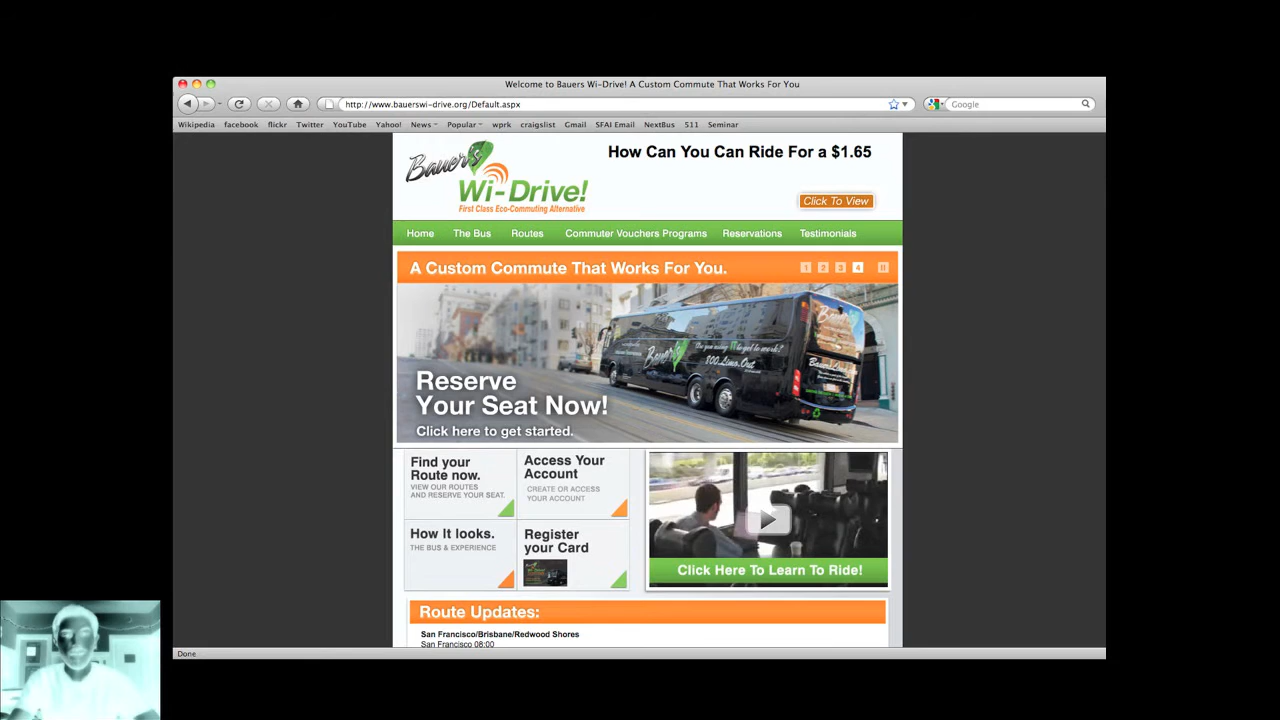 Welcome to Bauers Wi-Drive! A Custom Commute That Works For You
http://www.bauerswi-drive.org/Default.aspx
Google
Wikipedia facebook flickr Twitter YouTube Yahoo! News Popular wprk craigslist Gmail SFAI Email NextBus 511 Seminar
Bauer's
Wi-Drive!
First Class Eco-Commuting Alternative
How Can You Can Ride For a $1.65
Click To View
Home The Bus Routes Commuter Vouchers Programs Reservations Testimonials
A Custom Commute That Works For You.
1 2 3 4
Bauer's
800.Limo.Out
Reserve
Your Seat Now!
Click here to get started.
Find your
Route now.
VIEW OUR ROUTES
AND RESERVE YOUR SEAT.
Access Your
Account
CREATE OR ACCESS
YOUR ACCOUNT
How It looks.
THE BUS & EXPERIENCE
Register
your Card
Click Here To Learn To Ride!
Route Updates:
San Francisco/Brisbane/Redwood Shores
San Francisco 08:00
Done